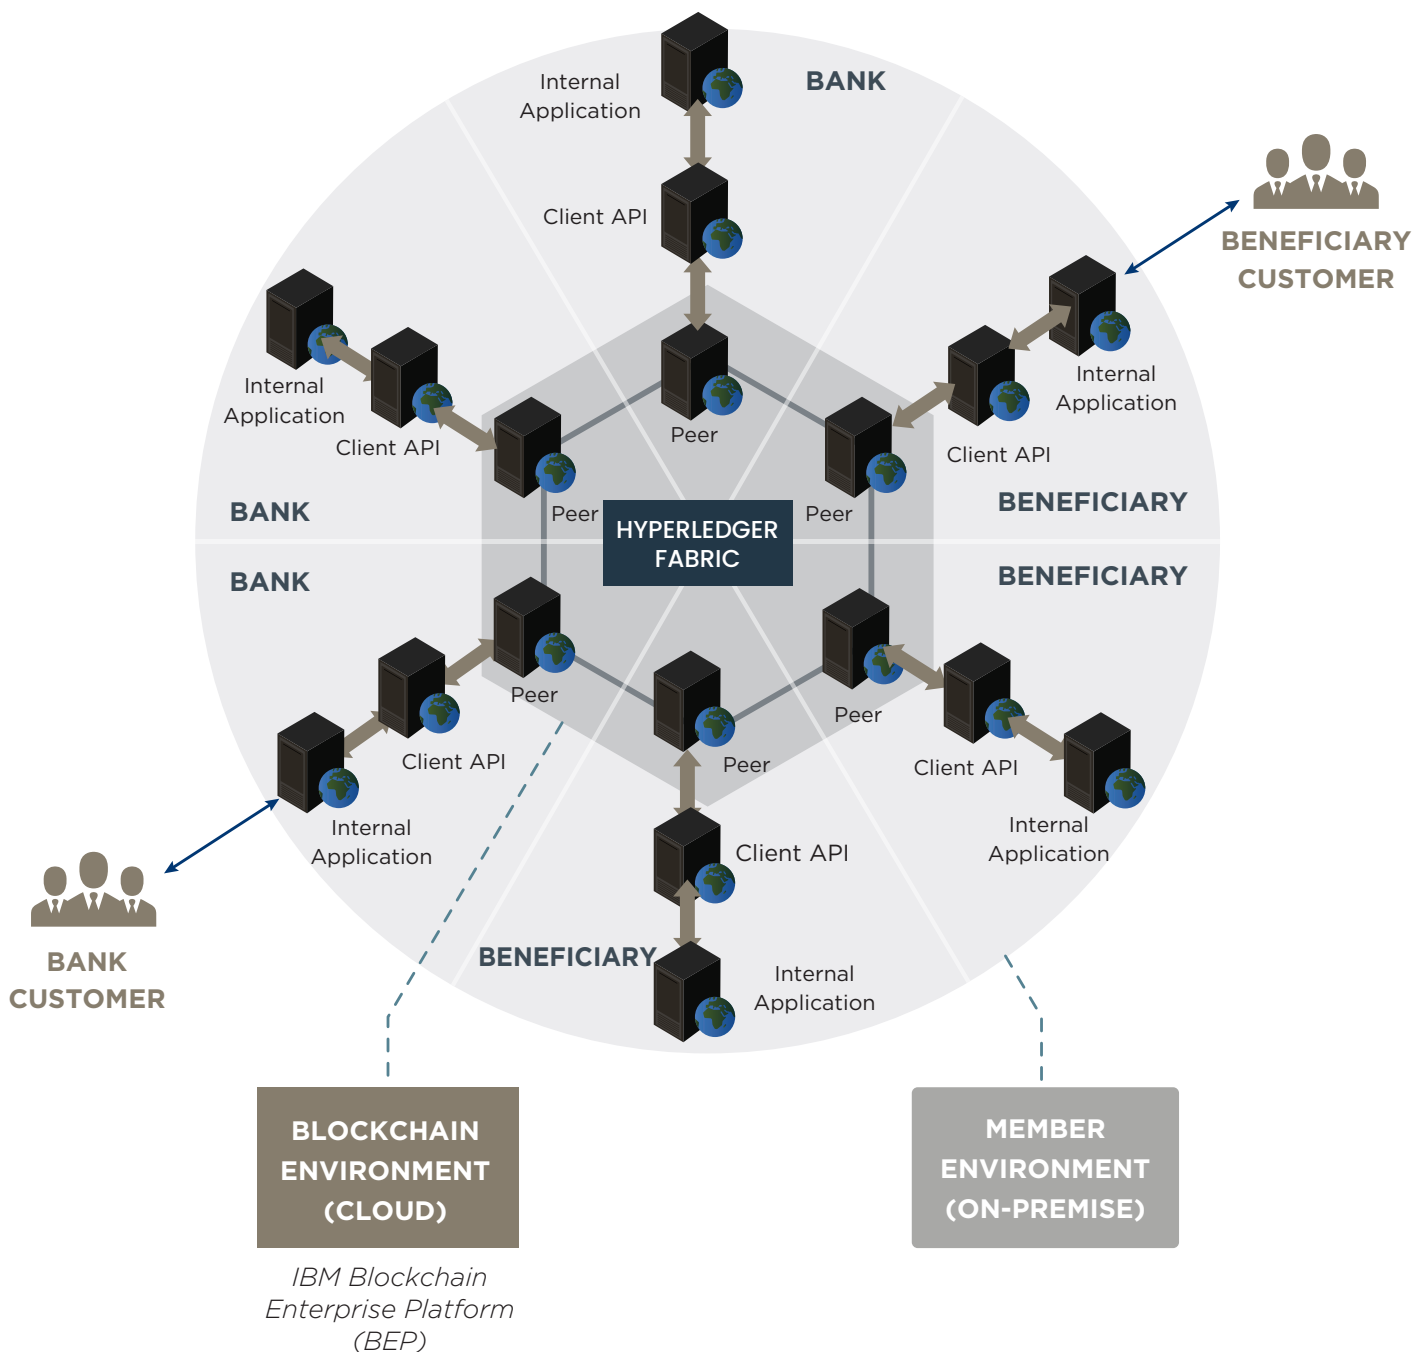 Internal
Application
BANK
Client API
BENEFICIARY
CUSTOMER
Internal
Application
Client API
Peer
Internal
Application
Client API
Peer
Peer
BANK
BENEFICIARY
HYPERLEDGER
FABRIC
BANK
BENEFICIARY
Peer
Peer
Client API
Client API
Internal
Application
Peer
Internal
Application
Client API
BENEFICIARY
Internal
Application
BANK
CUSTOMER
BLOCKCHAIN
ENVIRONMENT
(CLOUD)
MEMBER
ENVIRONMENT
(ON-PREMISE)
IBM Blockchain
Enterprise Platform
(BEP)